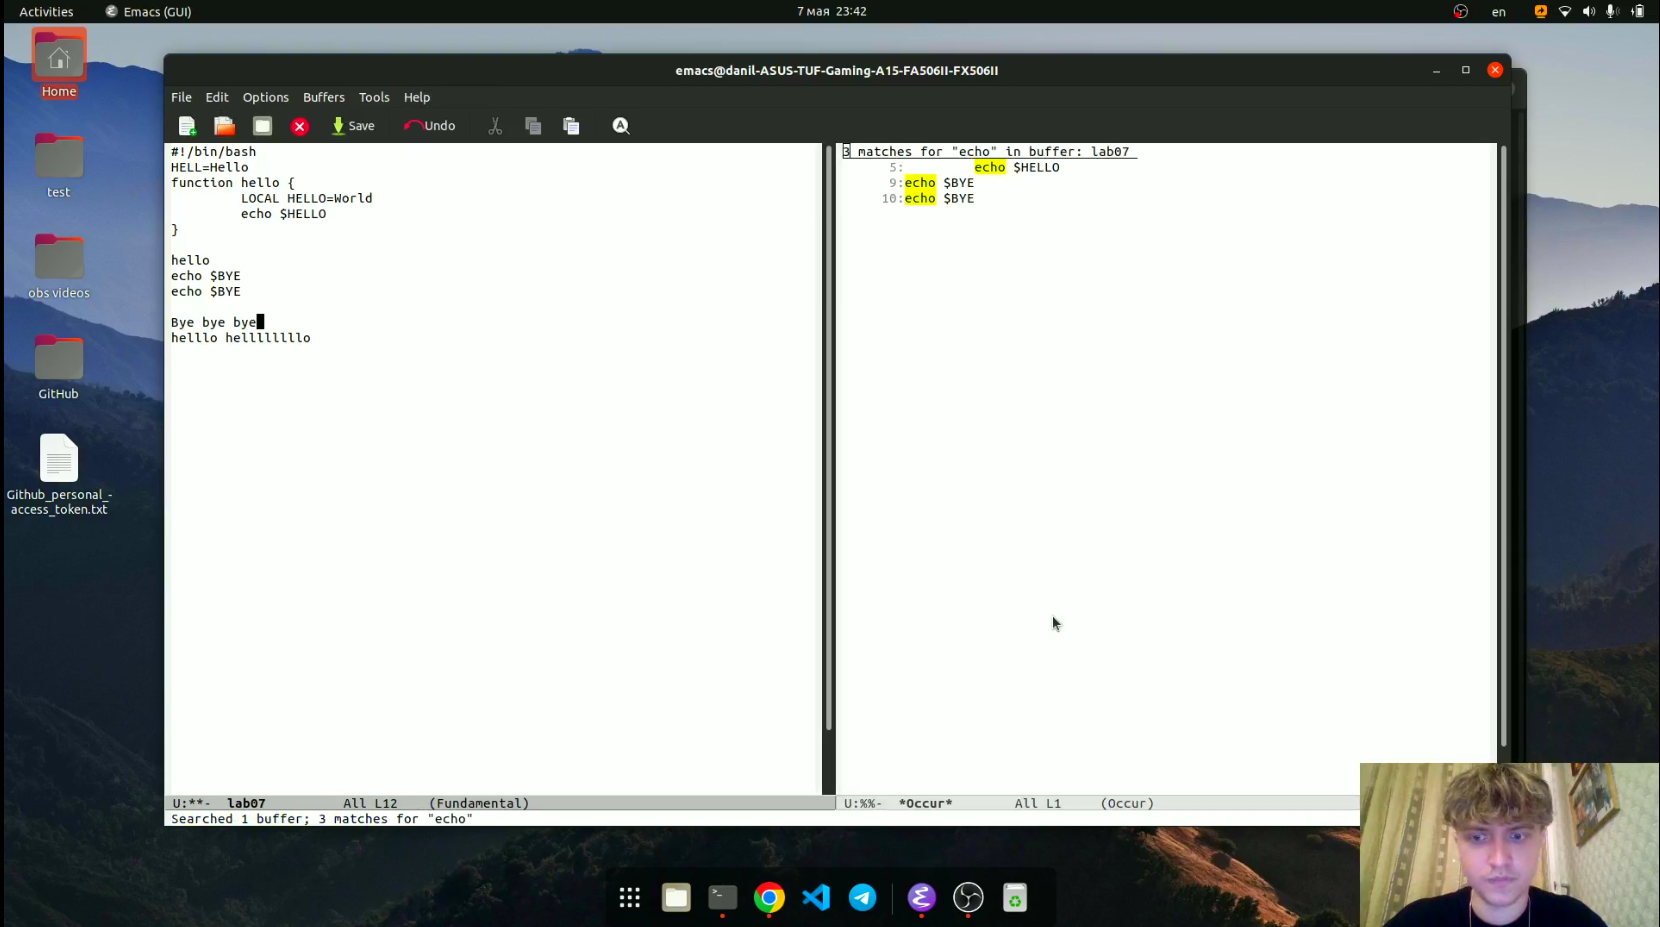 Activities
Emacs (GUI)
7 мая 23:42
en
Home
test
obs videos
GitHub
Github_personal_-
access_token.txt
emacs@danil-ASUS-TUF-Gaming-A15-FA506II-FX506II
File Edit Options Buffers Tools Help
Save
Undo
#!/bin/bash
HELL=Hello
function hello {
LOCAL HELLO=World
echo $HELLO
}
hello
echo $BYE
echo $BYE
Bye bye bye
helllo hellllllllo
U:**- lab07 All L12 (Fundamental)
Searched 1 buffer; 3 matches for "echo"
3 matches for "echo" in buffer: lab07
5: echo $HELLO
9:echo $BYE
10:echo $BYE
U:%%- *Occur* All L1 (Occur)